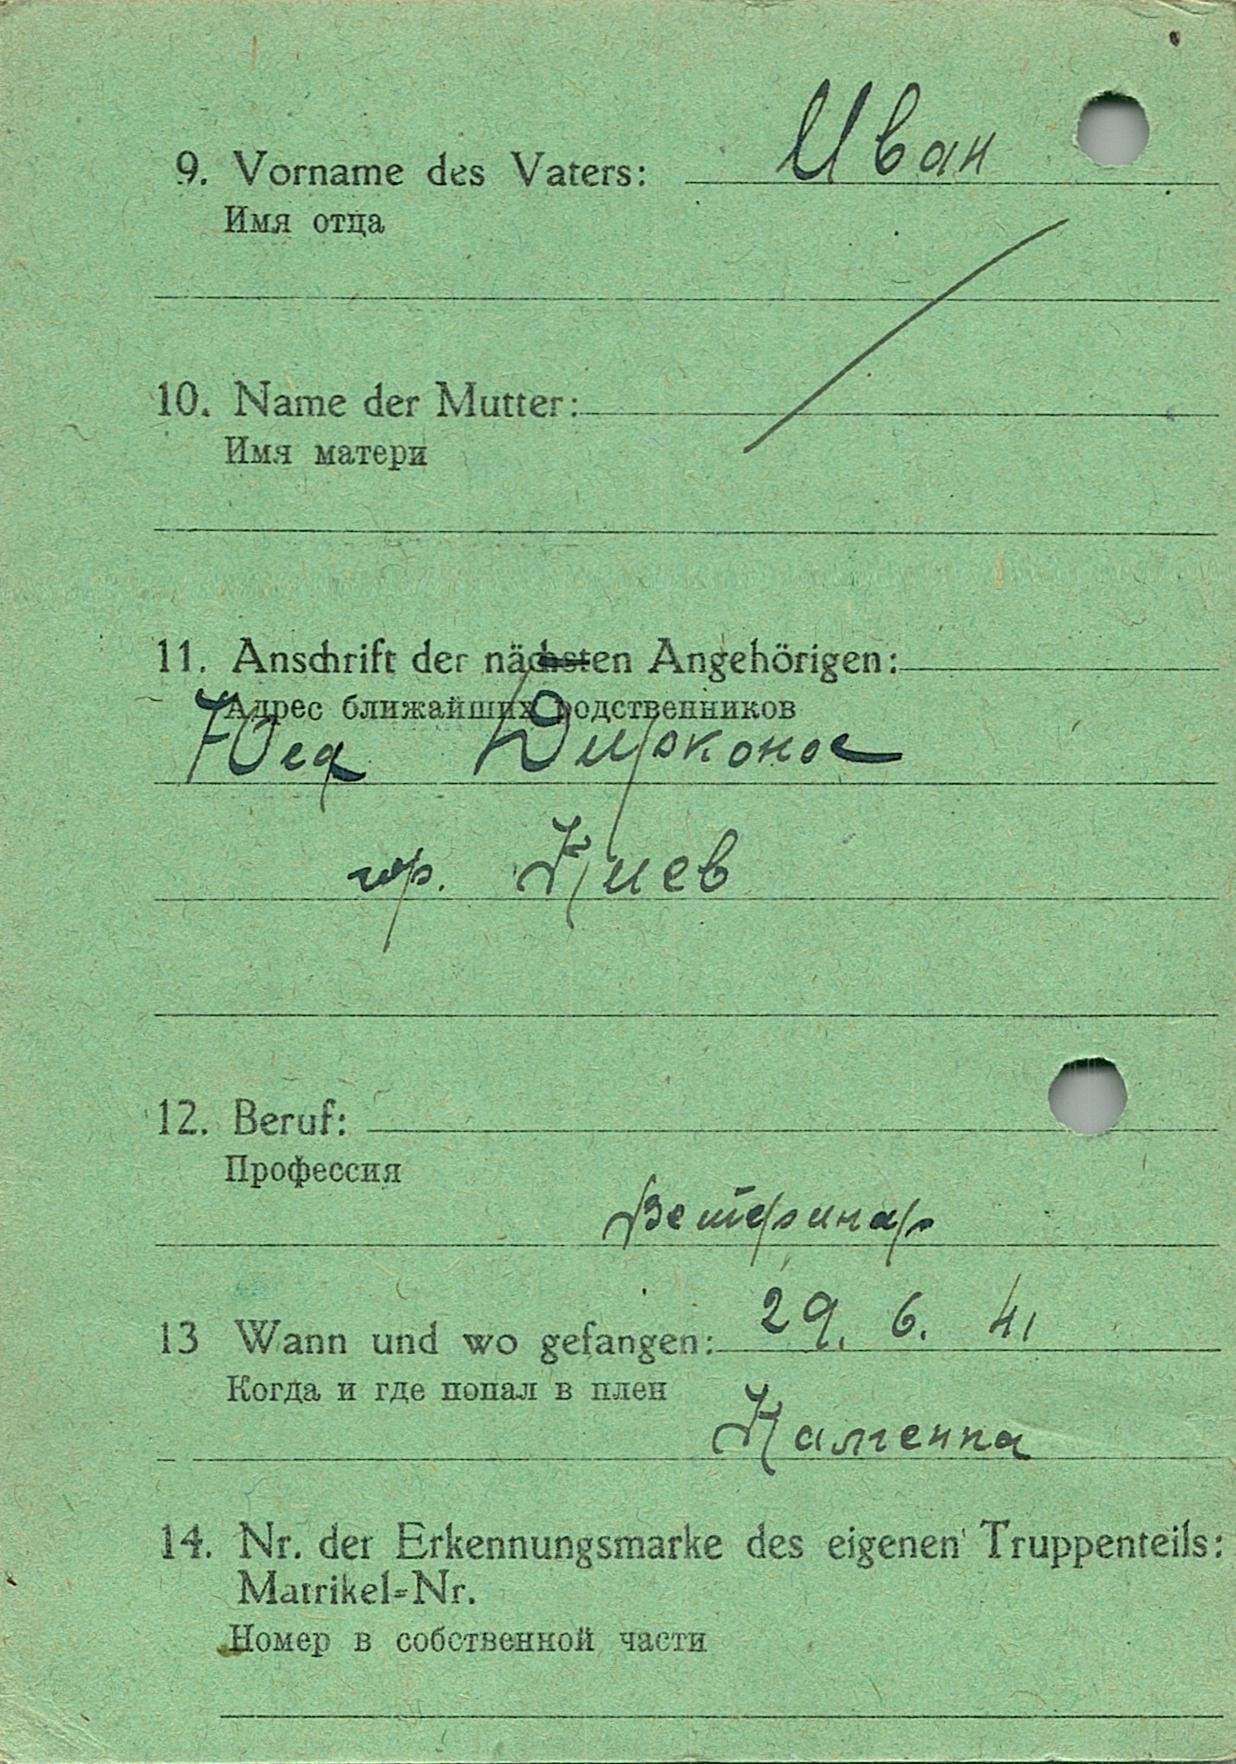 9. Vorname des Vaters: Иван
Имя отца
10. Name der Mutter:
Имя матери
11. Anschrift der nächsten Angehörigen:
Адрес ближайших родственников
гор. Киев
12. Beruf:
Профессия
Ветеринар
13 Wann und wo gefangen: 29. 6. 41
Когда и где попал в плен
Каменка
14. Nr. der Erkennungsmarke des eigenen Truppenteils:
Matrikel=Nr.
Номер в собственной части